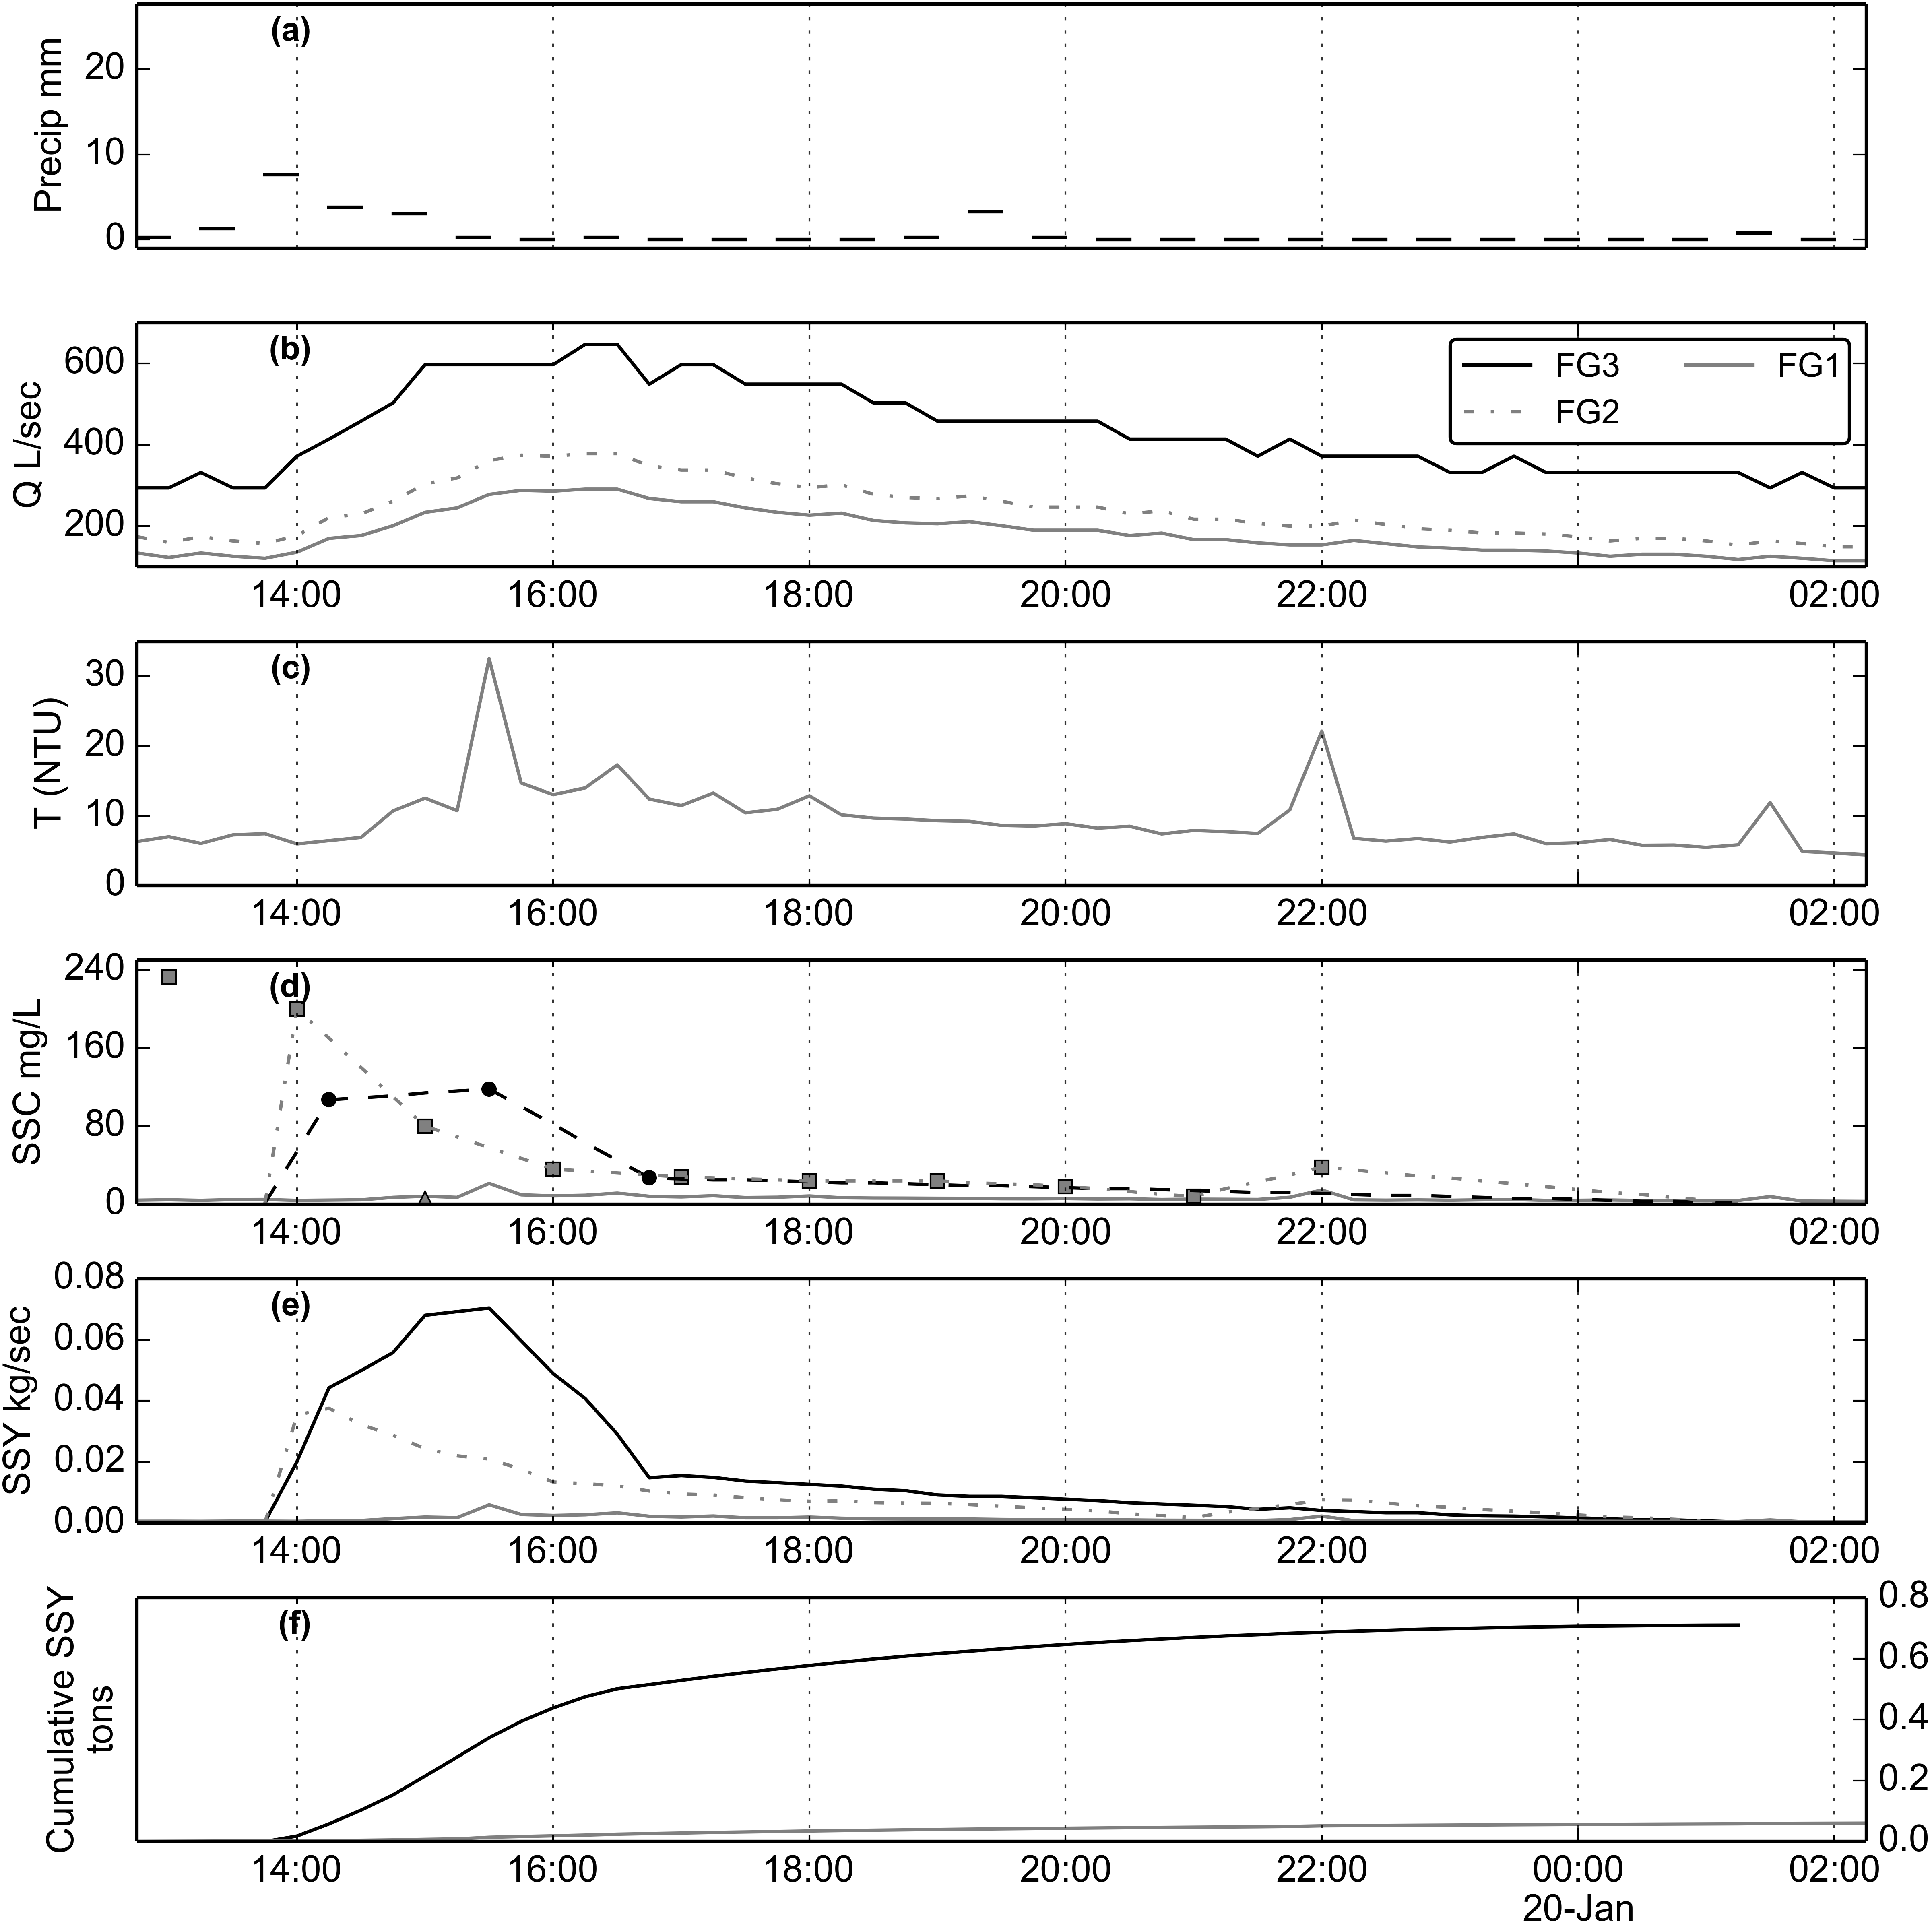 (a)
Precip mm
20
10
0
(b)
Q L/sec
600
400
200
FG3 FG1
FG2
14:00 16:00 18:00 20:00 22:00 02:00
(c)
T (NTU)
30
20
10
0
14:00 16:00 18:00 20:00 22:00 02:00
(d)
SSC mg/L
240
160
80
0
14:00 16:00 18:00 20:00 22:00 02:00
(e)
SSY kg/sec
0.08
0.06
0.04
0.02
0.00
14:00 16:00 18:00 20:00 22:00 02:00
(f)
Cumulative SSY
tons
0.8
0.6
0.4
0.2
0.0
14:00 16:00 18:00 20:00 22:00 00:00 02:00
20-Jan